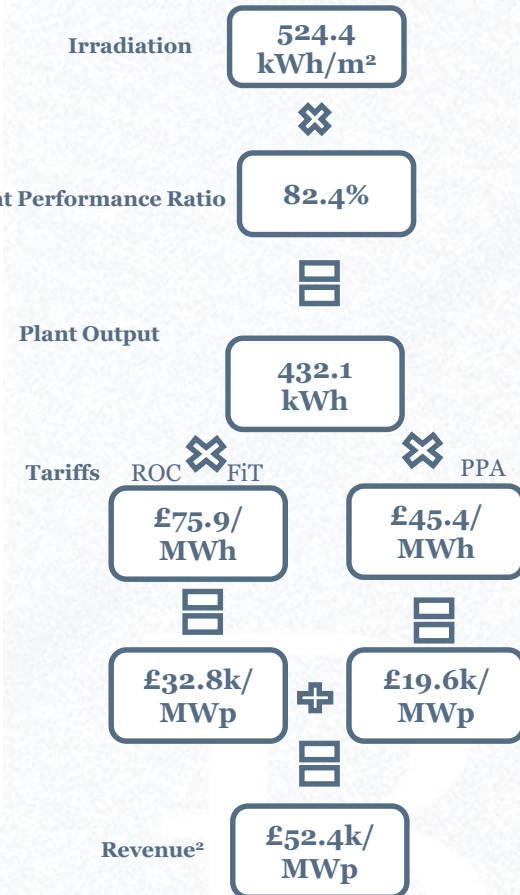 Irradiation
524.4
kWh/m²
nt Performance Ratio
82.4%
Plant Output
432.1
kWh
Tariffs
ROC
FiT
PPA
£75.9/
MWh
£45.4/
MWh
£32.8k/
MWp
£19.6k/
MWp
Revenue²
£52.4k/
MWp